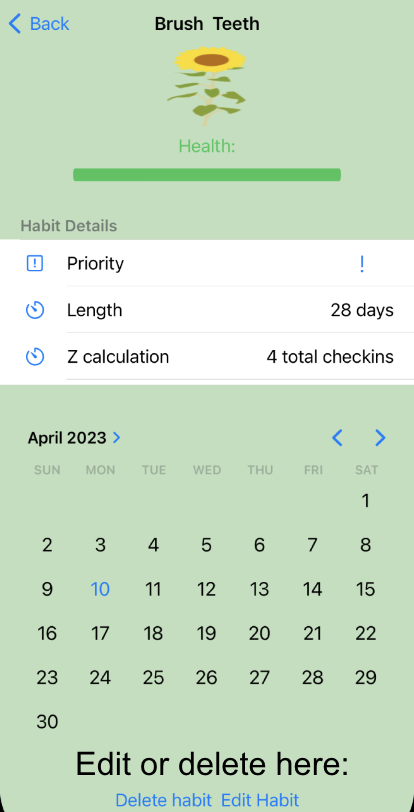 Back Brush Teeth
Health:
Habit Details
Priority !
Length 28 days
Z calculation 4 total checkins
April 2023
SUN MON TUE WED THU FRI SAT
1
2 3 4 5 6 7 8
9 10 11 12 13 14 15
16 17 18 19 20 21 22
23 24 25 26 27 28 29
30
Edit or delete here:
Delete habit Edit Habit